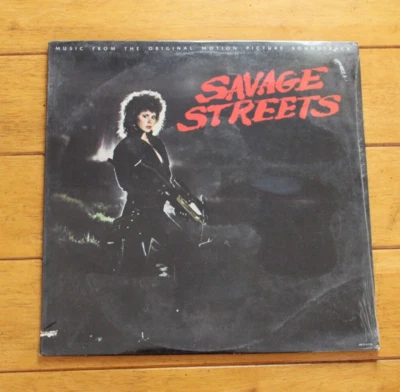 MUSIC FROM THE ORIGINAL MOTION PICTURE SOUNDTRACK
SAVAGE
STREETS